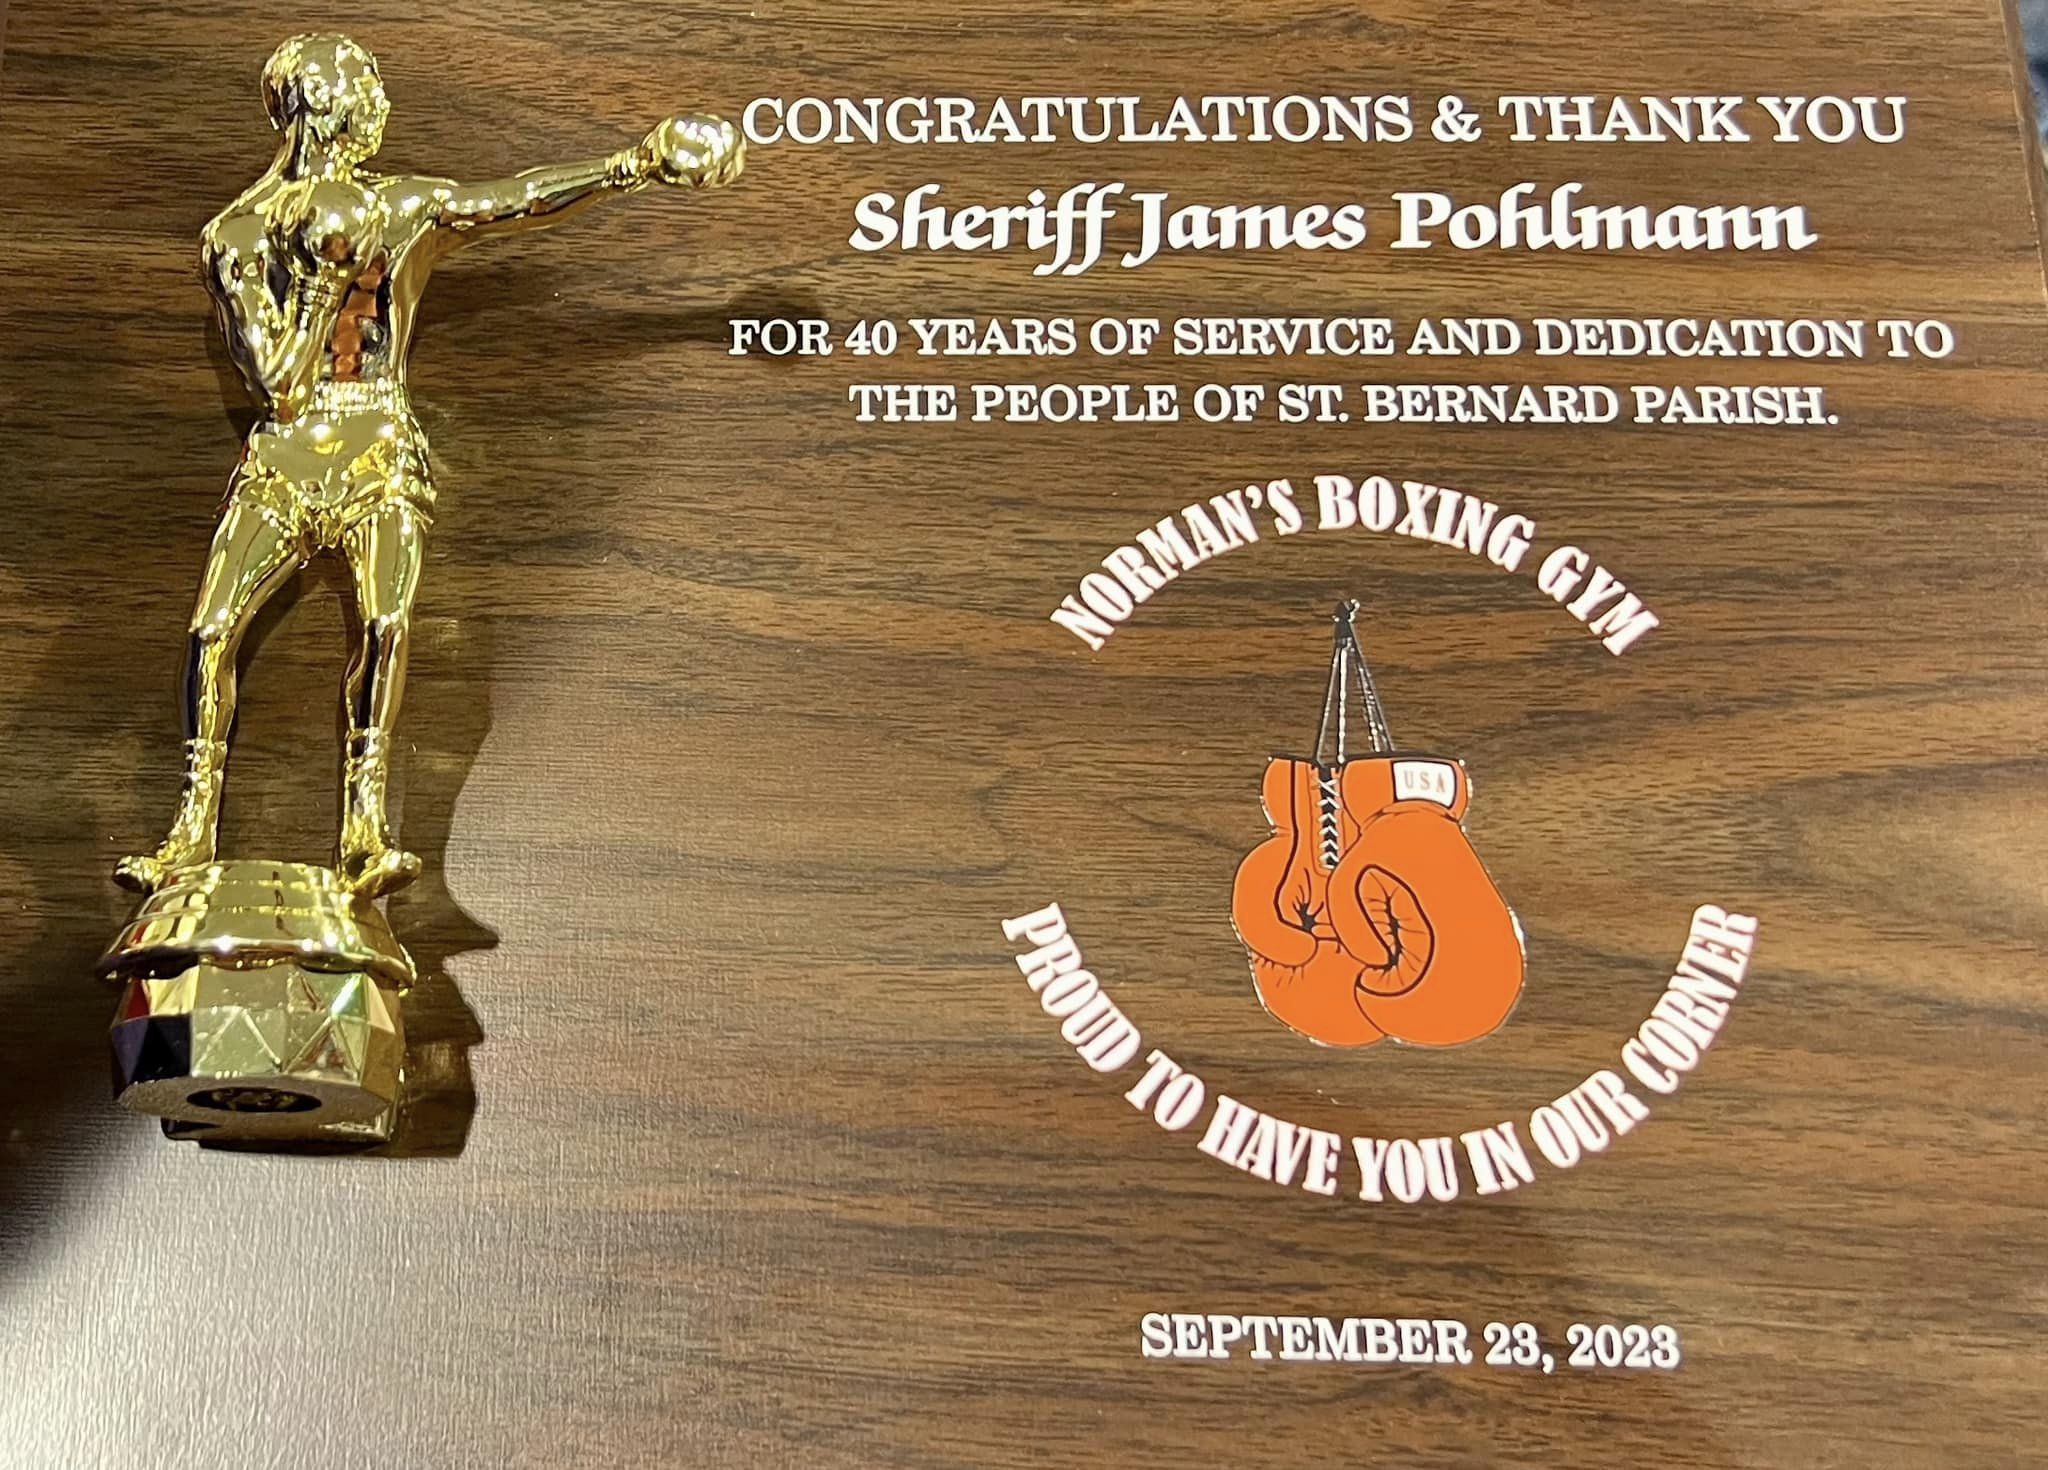 CONGRATULATIONS & THANK YOU
Sheriff James Pohlmann
FOR 40 YEARS OF SERVICE AND DEDICATION TO
THE PEOPLE OF ST. BERNARD PARISH.
NORMAN'S BOXING GYM
USA
PROUD TO HAVE YOU IN OUR CORNER
SEPTEMBER 23, 2023